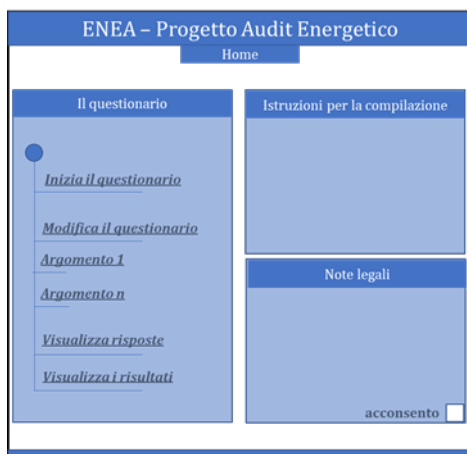 ENEA – Progetto Audit Energetico
Home
Il questionario
Inizia il questionario
Modifica il questionario
Argomento 1
Argomento n
Visualizza risposte
Visualizza i risultati
Istruzioni per la compilazione
Note legali
acconsento